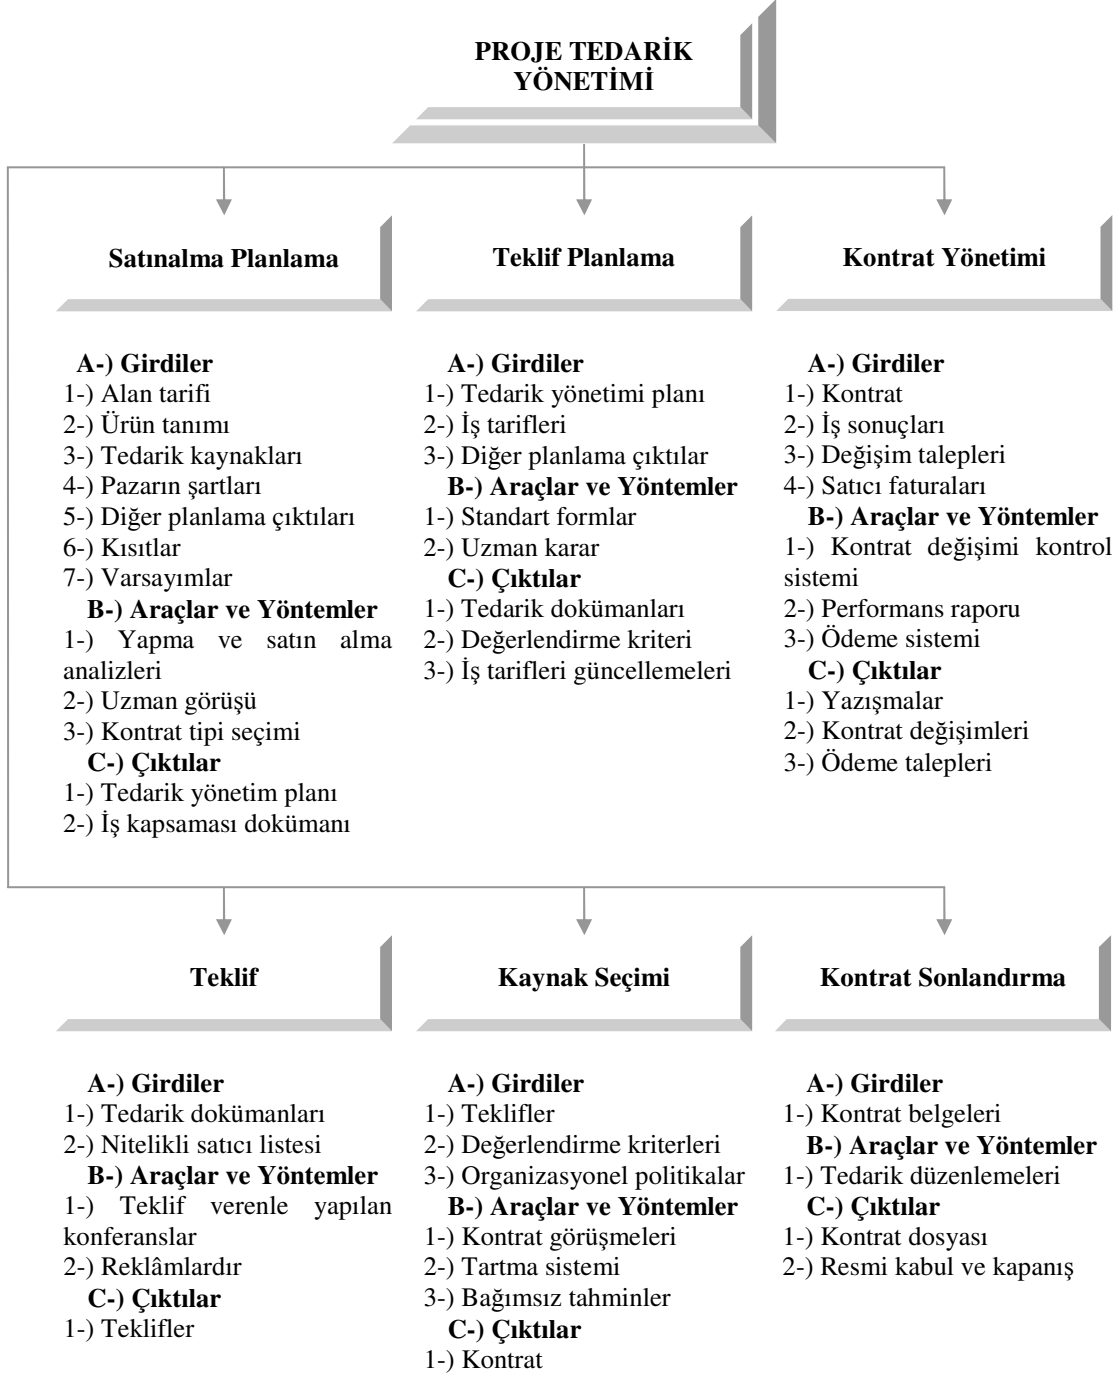 PROJE TEDARİK
YÖNETİMİ
Satınalma Planlama
A-) Girdiler
1-) Alan tarifi
2-) Ürün tanımı
3-) Tedarik kaynakları
4-) Pazarın şartları
5-) Diğer planlama çıktıları
6-) Kısıtlar
7-) Varsayımlar
B-) Araçlar ve Yöntemler
1-) Yapma ve satın alma
analizleri
2-) Uzman görüşü
3-) Kontrat tipi seçimi
C-) Çıktılar
1-) Tedarik yönetim planı
2-) İş kapsaması dokümanı
Teklif Planlama
A-) Girdiler
1-) Tedarik yönetimi planı
2-) İş tarifleri
3-) Diğer planlama çıktılar
B-) Araçlar ve Yöntemler
1-) Standart formlar
2-) Uzman karar
C-) Çıktılar
1-) Tedarik dokümanları
2-) Değerlendirme kriteri
3-) İş tarifleri güncellemeleri
Kontrat Yönetimi
A-) Girdiler
1-) Kontrat
2-) İş sonuçları
3-) Değişim talepleri
4-) Satıcı faturaları
B-) Araçlar ve Yöntemler
1-) Kontrat değişimi kontrol
sistemi
2-) Performans raporu
3-) Ödeme sistemi
C-) Çıktılar
1-) Yazışmalar
2-) Kontrat değişimleri
3-) Ödeme talepleri
Teklif
A-) Girdiler
1-) Tedarik dokümanları
2-) Nitelikli satıcı listesi
B-) Araçlar ve Yöntemler
1-) Teklif verenle yapılan
konferanslar
2-) Reklâmlardır
C-) Çıktılar
1-) Teklifler
Kaynak Seçimi
A-) Girdiler
1-) Teklifler
2-) Değerlendirme kriterleri
3-) Organizasyonel politikalar
B-) Araçlar ve Yöntemler
1-) Kontrat görüşmeleri
2-) Tartma sistemi
3-) Bağımsız tahminler
C-) Çıktılar
1-) Kontrat
Kontrat Sonlandırma
A-) Girdiler
1-) Kontrat belgeleri
B-) Araçlar ve Yöntemler
1-) Tedarik düzenlemeleri
C-) Çıktılar
1-) Kontrat dosyası
2-) Resmi kabul ve kapanış